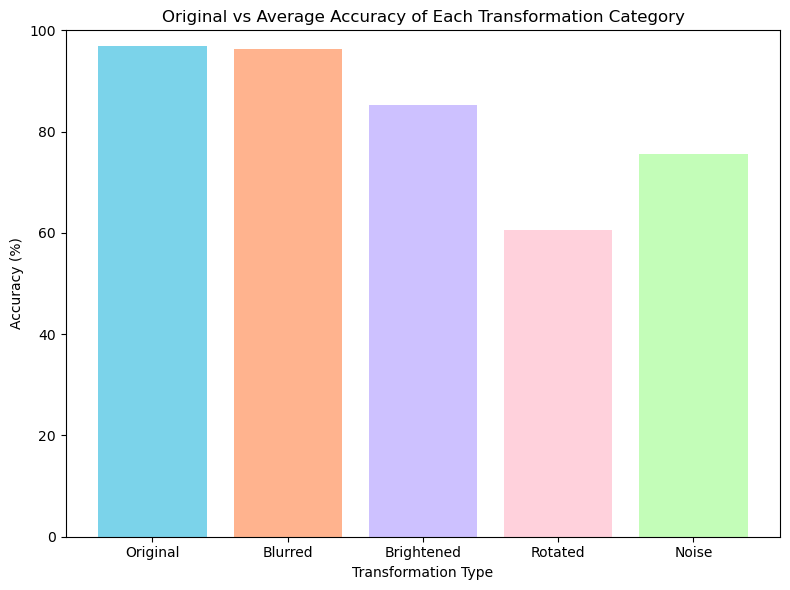 Original vs Average Accuracy of Each Transformation Category
100
80
60
40
20
0
Accuracy (%)
Original Blurred Brightened Rotated Noise
Transformation Type